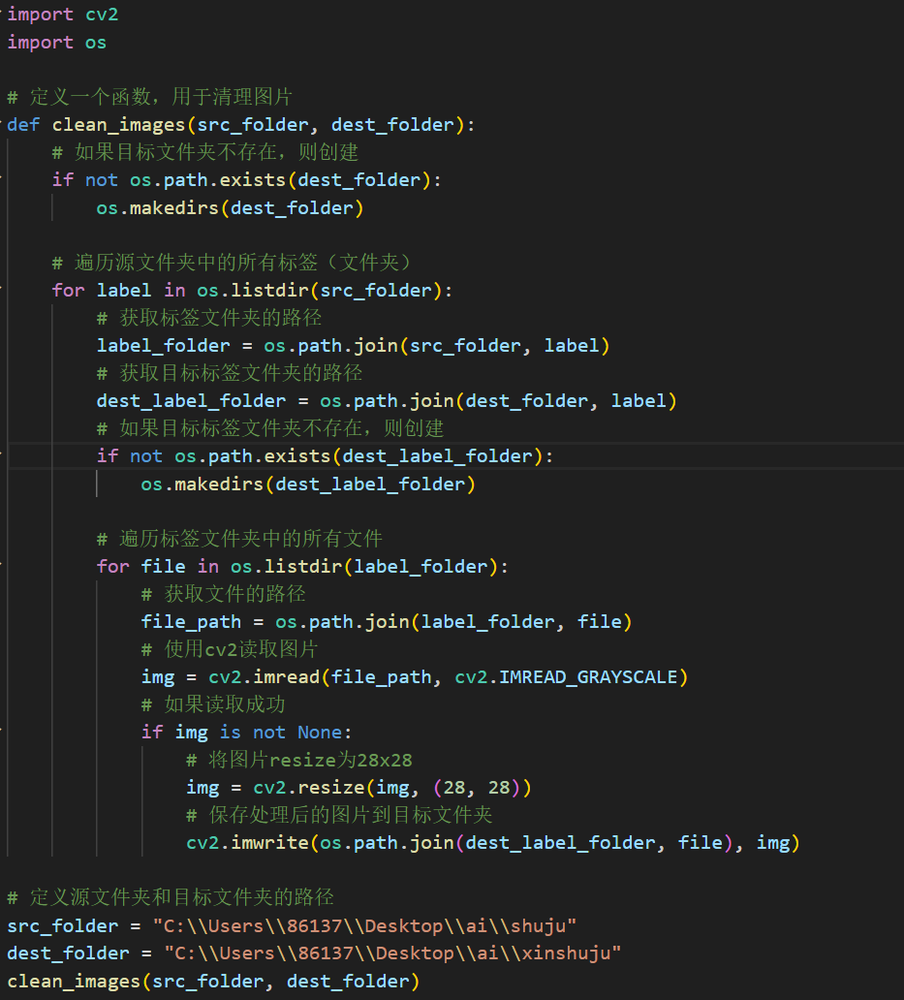 import cv2
import os
# 定义一个函数，用于清理图片
def clean_images(src_folder, dest_folder):
    # 如果目标文件夹不存在，则创建
    if not os.path.exists(dest_folder):
        os.makedirs(dest_folder)
    # 遍历源文件夹中的所有标签（文件夹）
    for label in os.listdir(src_folder):
        # 获取标签文件夹的路径
        label_folder = os.path.join(src_folder, label)
        # 获取目标标签文件夹的路径
        dest_label_folder = os.path.join(dest_folder, label)
        # 如果目标标签文件夹不存在，则创建
        if not os.path.exists(dest_label_folder):
            os.makedirs(dest_label_folder)
        # 遍历标签文件夹中的所有文件
        for file in os.listdir(label_folder):
            # 获取文件的路径
            file_path = os.path.join(label_folder, file)
            # 使用cv2读取图片
            img = cv2.imread(file_path, cv2.IMREAD_GRAYSCALE)
            # 如果读取成功
            if img is not None:
                # 将图片resize为28x28
                img = cv2.resize(img, (28, 28))
                # 保存处理后的图片到目标文件夹
                cv2.imwrite(os.path.join(dest_label_folder, file), img)
# 定义源文件夹和目标文件夹的路径
src_folder = "C:\\Users\\86137\\Desktop\\ai\\shuju"
dest_folder = "C:\\Users\\86137\\Desktop\\ai\\xinshuju"
clean_images(src_folder, dest_folder)